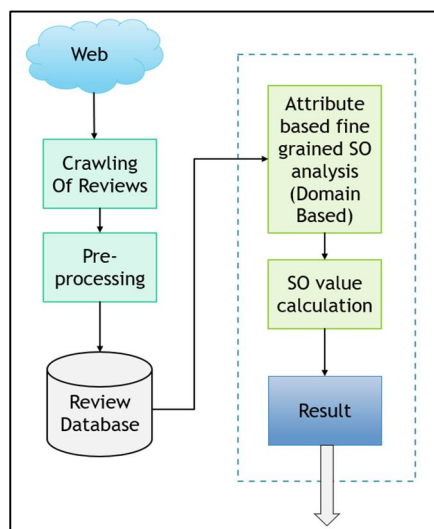 Web
Crawling
Of Reviews
Pre-
processing
Review
Database
Attribute
based fine
grained SO
analysis
(Domain
Based)
SO value
calculation
Result